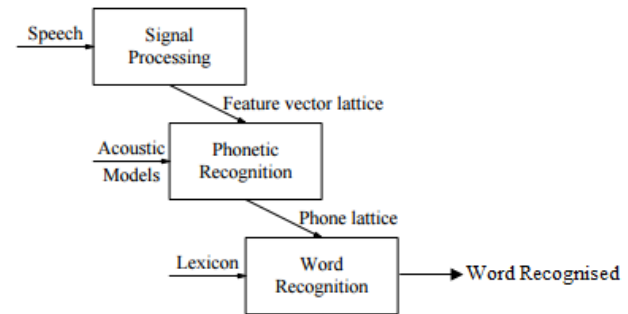 Speech
Signal
Processing
Feature vector lattice
Acoustic
Models
Phonetic
Recognition
Phone lattice
Lexicon
Word
Recognition
Word Recognised